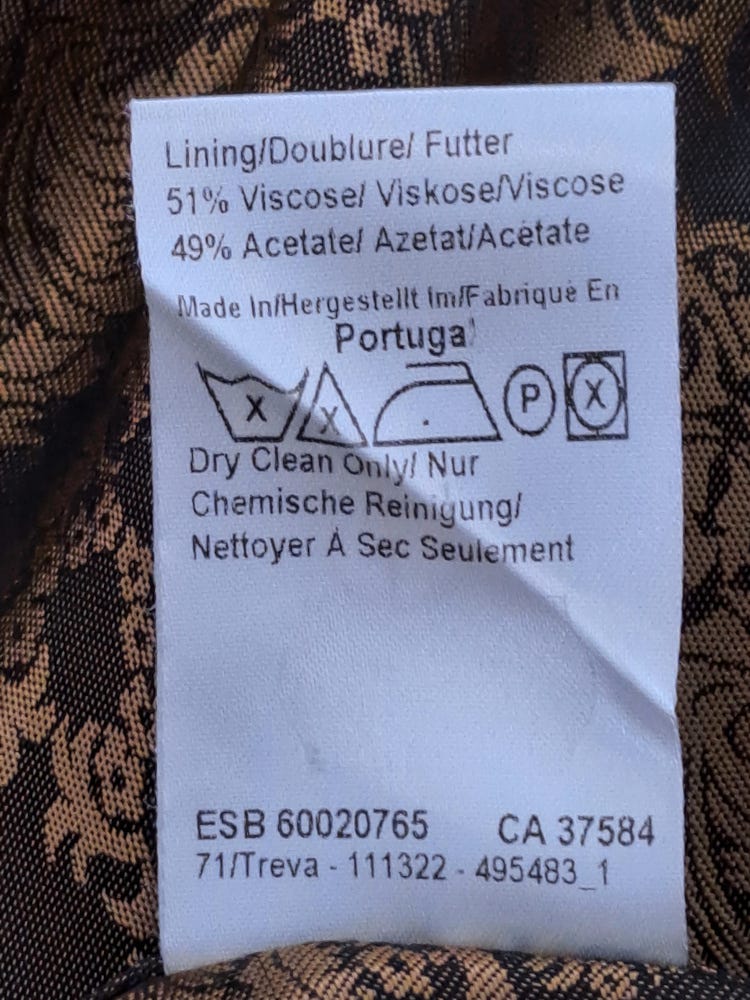 Lining/Doublure/ Futter
51% Viscose/ Viskose/Viscose
49% Acetate/ Azetat/Acétate
Made In/Hergestellt Im/Fabriqué En
Portugal
X X P X
Dry Clean Only/ Nur
Chemische Reinigung/
Nettoyer À Sec Seulement
ESB 60020765 CA 37584
71/Treva - 111322 - 495483_1